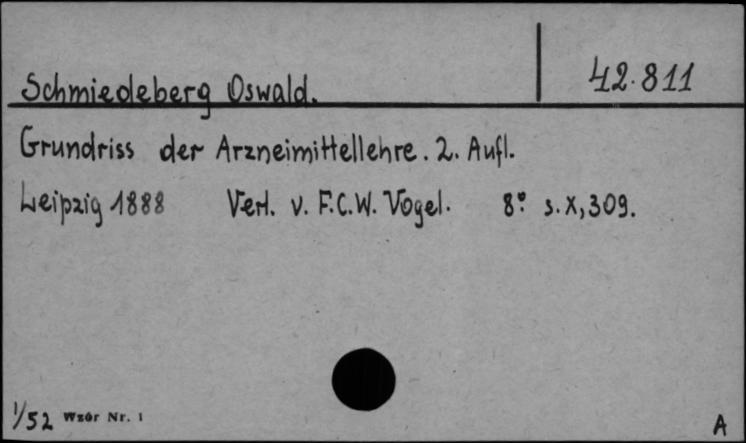 Schmiedeberg Oswald. 42.811
Grundriss der Arzneimittellehre. 2. Aufl.
Leipzig 1888 Verl. v. F.C.W. Vogel. 8° s. X, 309.
1/52 Wzór Nr. 1 A